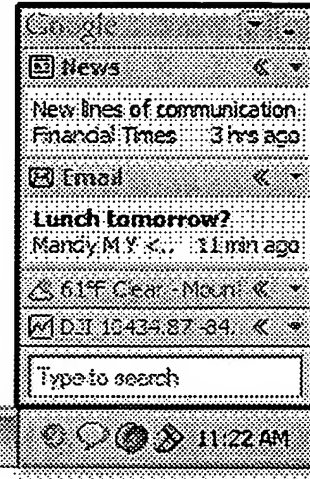 Google
News
New lines of communication
Financial Times 3 hrs ago
Email
Lunch tomorrow?
Mandy M.Y <.. 11 min ago
61°F Clear - Moun
DJI 10434.87 -84.
Type to search
11:22 AM